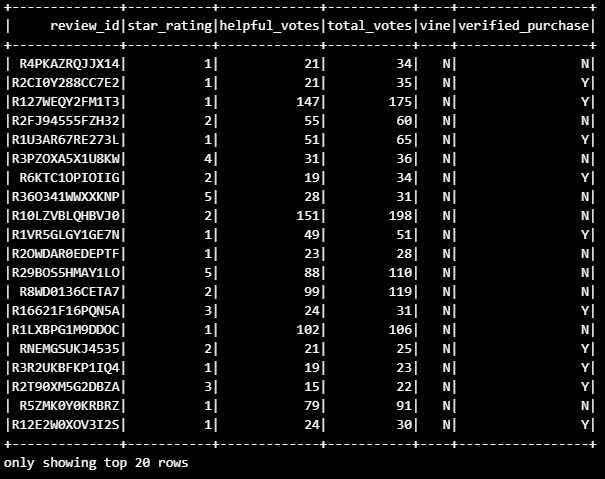 +--------------+-----------+-------------+-----------+----+-----------------+
|     review_id|star_rating|helpful_votes|total_votes|vine|verified_purchase|
+--------------+-----------+-------------+-----------+----+-----------------+
| R4PKAZRQJJX14|          1|           21|         34|   N|                N|
|R2CI0Y288CC7E2|          1|           21|         35|   N|                Y|
|R127WEQY2FM1T3|          1|          147|        175|   N|                Y|
|R2FJ94555FZH32|          2|           55|         60|   N|                N|
|R1U3AR67RE273L|          1|           51|         65|   N|                Y|
|R3PZOXA5X1U8KW|          4|           31|         36|   N|                N|
| R6KTC1OPIOIIG|          2|           19|         34|   N|                Y|
|R36O341WWXXKNP|          5|           28|         31|   N|                N|
|R10LZVBLQHBVJ0|          2|          151|        198|   N|                N|
|R1VR5GLGY1GE7N|          1|           49|         51|   N|                Y|
|R2OWDAR0EDEPTF|          1|           23|         28|   N|                N|
|R29BOS5HMAY1LO|          5|           88|        110|   N|                N|
| R8WD0136CETA7|          2|           99|        119|   N|                N|
|R16621F16PQN5A|          3|           24|         31|   N|                Y|
|R1LXBPG1M9DDOC|          1|          102|        106|   N|                N|
| RNEMGSUKJ4535|          2|           21|         25|   N|                Y|
|R3R2UKBFKP1IQ4|          1|           19|         23|   N|                Y|
|R2T90XM5G2DBZA|          3|           15|         22|   N|                Y|
| R5ZMK0Y0KRBRZ|          1|           79|         91|   N|                N|
|R12E2W0XOV3I2S|          1|           24|         30|   N|                Y|
+--------------+-----------+-------------+-----------+----+-----------------+
only showing top 20 rows